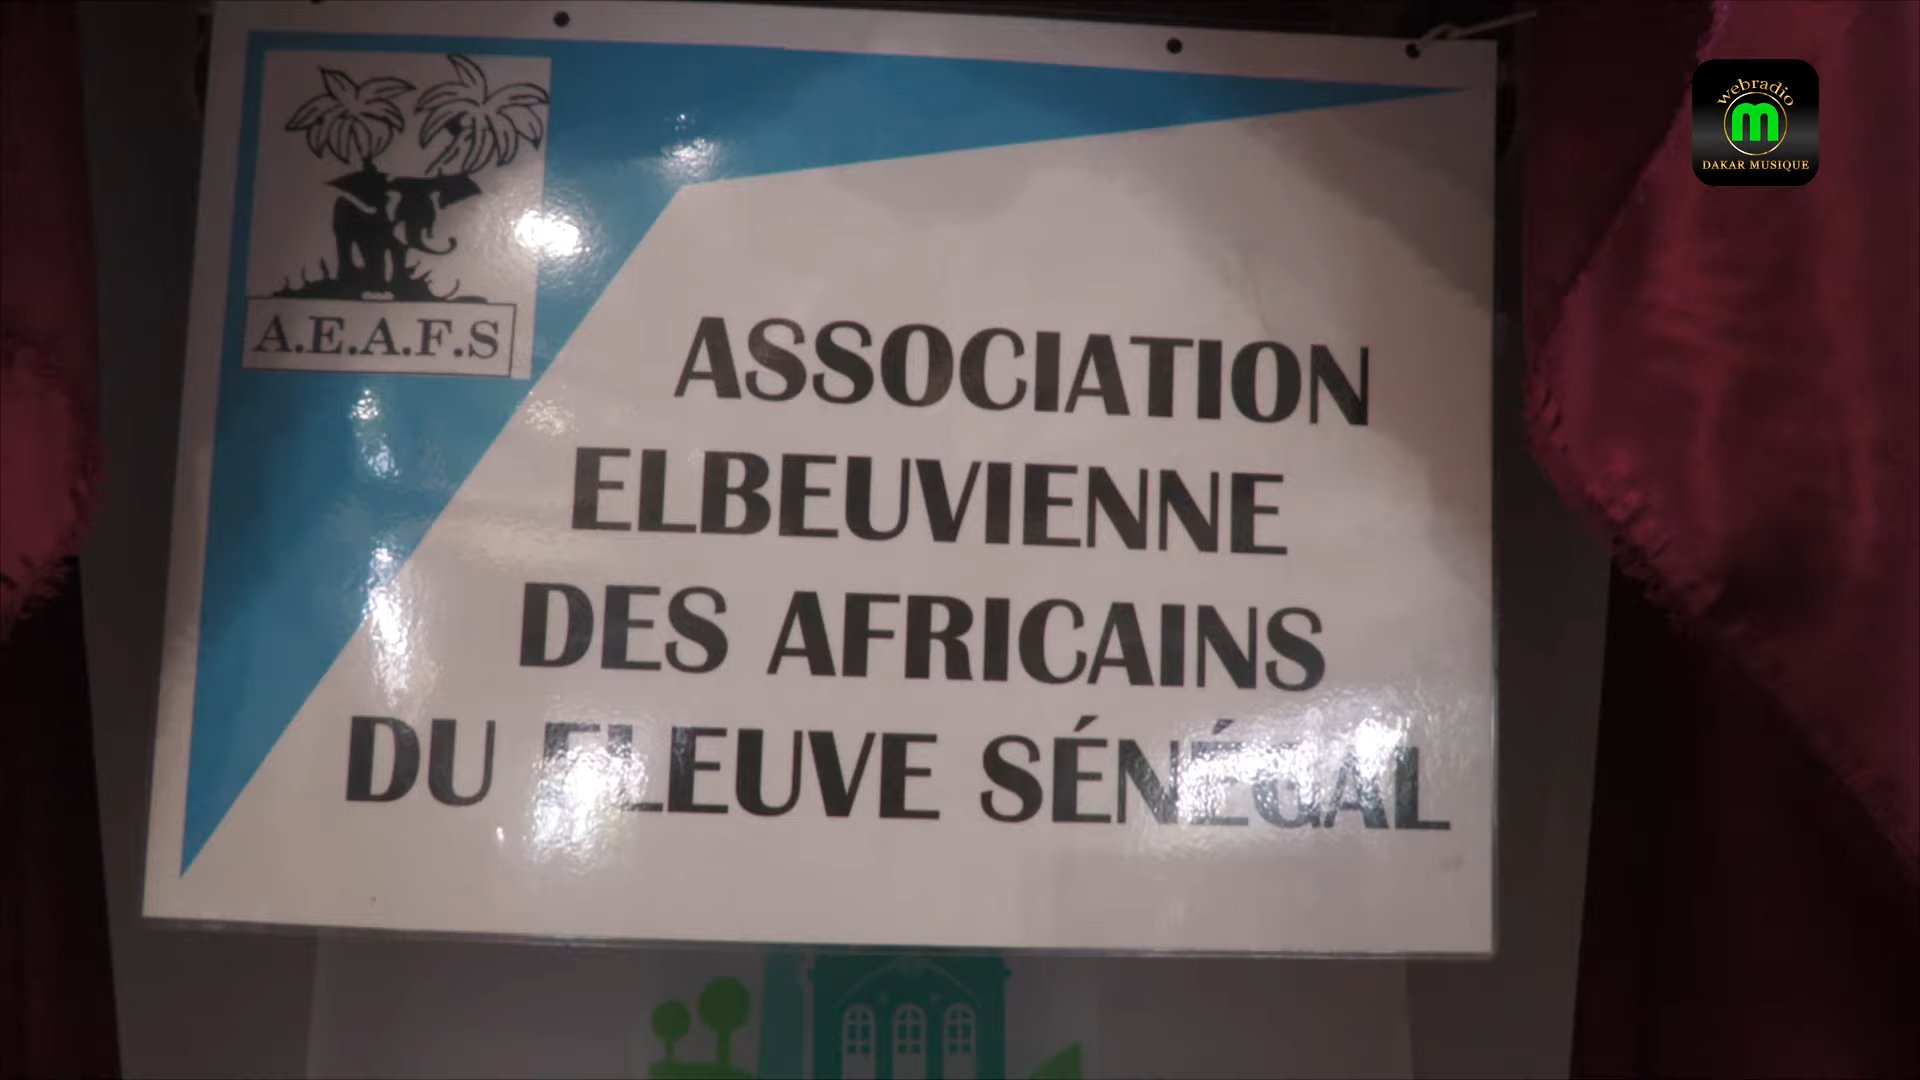 A.E.A.F.S
ASSOCIATION
ELBEUVIENNE
DES AFRICAINS
DU FLEUVE SÉNÉGAL
webradio
m
DAKAR MUSIQUE